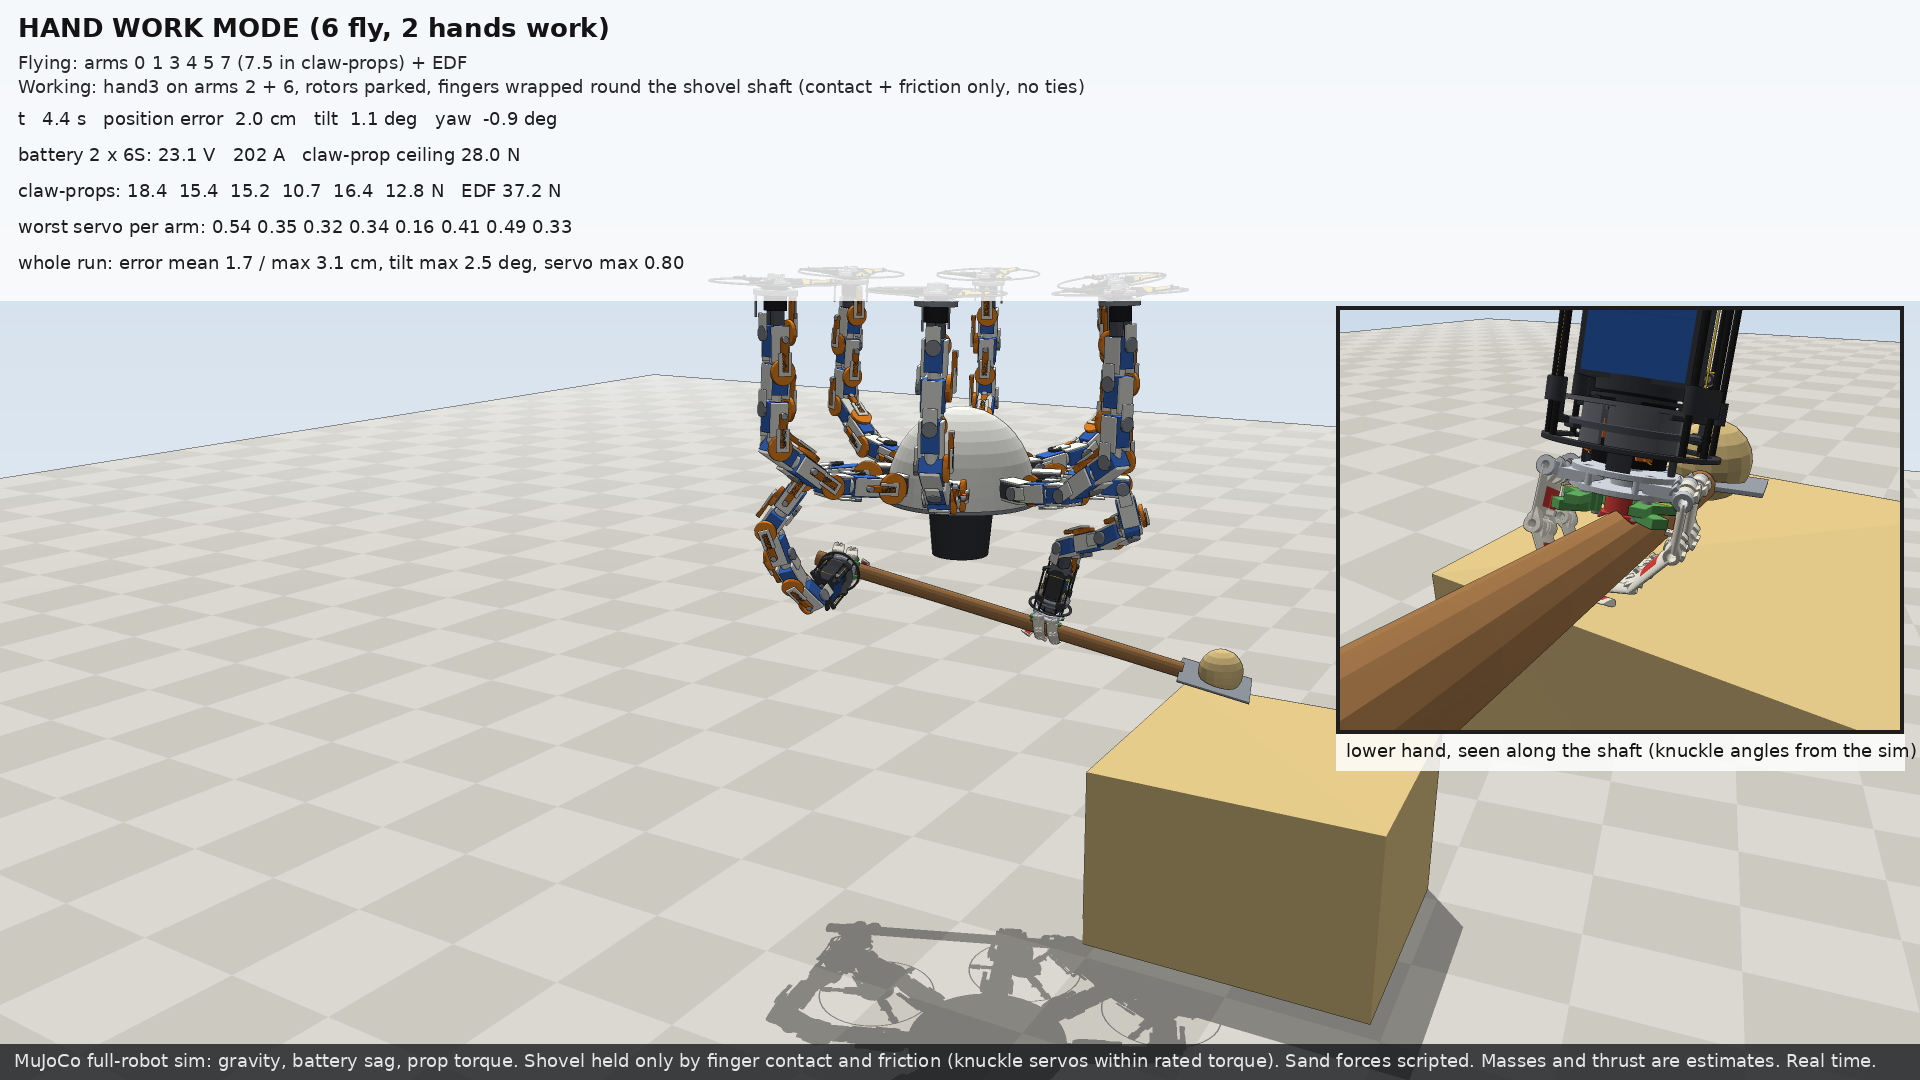 HAND WORK MODE (6 fly, 2 hands work)
Flying: arms 0 1 3 4 5 7 (7.5 in claw-props) + EDF
Working: hand3 on arms 2 + 6, rotors parked, fingers wrapped round the shovel shaft (contact + friction only, no ties)
t 4.4 s position error 2.0 cm tilt 1.1 deg yaw -0.9 deg
battery 2 x 6S: 23.1 V 202 A claw-prop ceiling 28.0 N
claw-props: 18.4 15.4 15.2 10.7 16.4 12.8 N EDF 37.2 N
worst servo per arm: 0.54 0.35 0.32 0.34 0.16 0.41 0.49 0.33
whole run: error mean 1.7 / max 3.1 cm, tilt max 2.5 deg, servo max 0.80
lower hand, seen along the shaft (knuckle angles from the sim)
MuJoCo full-robot sim: gravity, battery sag, prop torque. Shovel held only by finger contact and friction (knuckle servos within rated torque). Sand forces scripted. Masses and thrust are estimates. Real time.